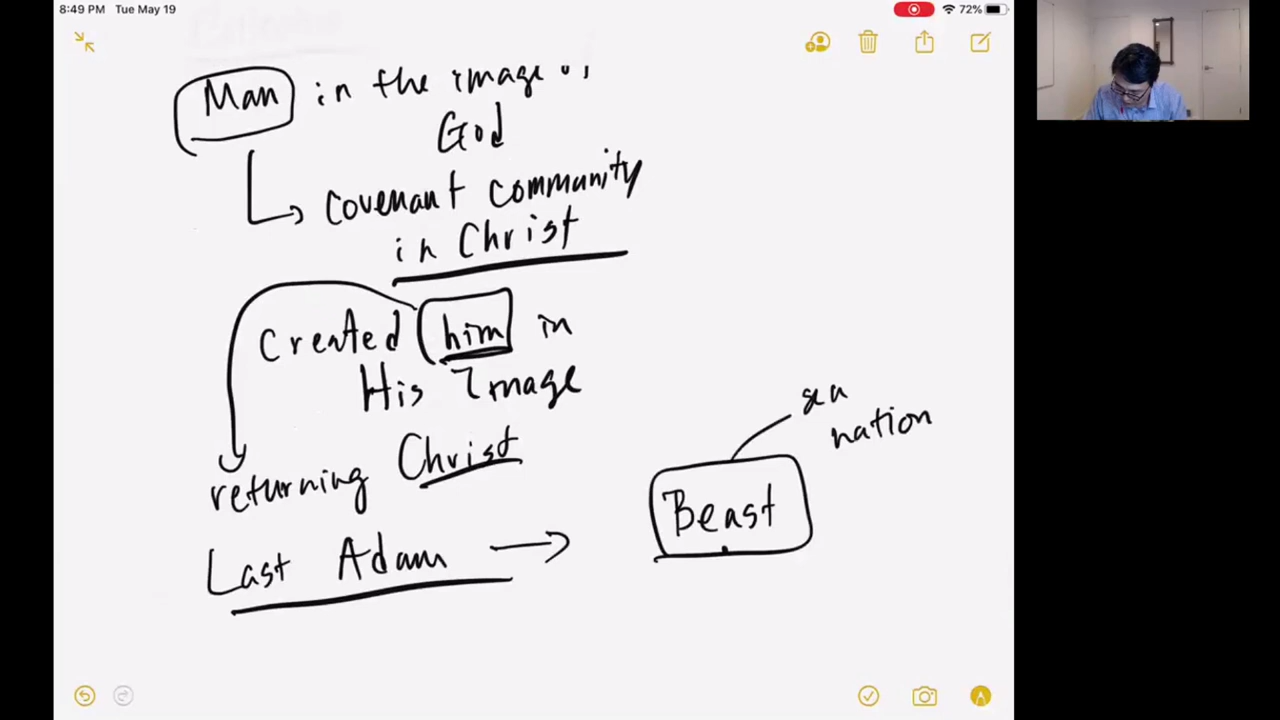 8:49 PM Tue May 19
72%
Man in the image of
God
covenant community
in Christ
Created him in
His Image
Christ
returning
Last Adam
sea
nation
Beast